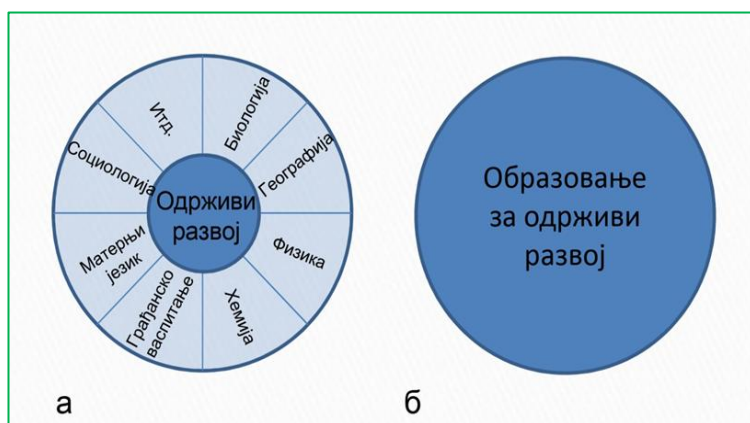 Биологија
Географија
Физика
Хемија
Грађанско
васпитање
Матерњи
језик
Социологија
Итд.
Одрживи
развој
а
Образовање
за одрживи
развој
б